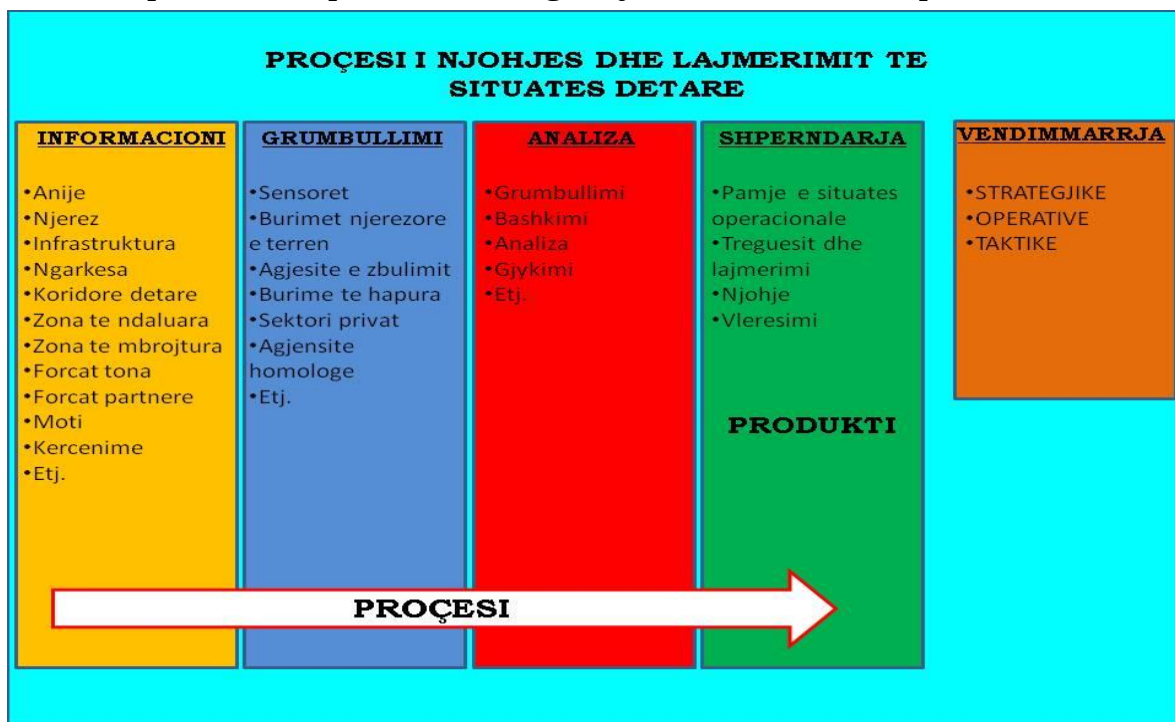 PROÇESI I NJOHJES DHE LAJMERIMIT TE
SITUATES DETARE
INFORMACIONI
•Anije
•Njerez
•Infrastruktura
•Ngarkesa
•Koridore detare
•Zona te ndaluara
•Zona te mbrojtura
•Forcat tona
•Forcat partnere
•Moti
•Kercenime
•Etj.
GRUMBULLIMI
•Sensoret
•Burimet njerezore
e terren
•Agjesite e zbulimit
•Burime te hapura
•Sektori privat
•Agjensite
homologe
•Etj.
ANALIZA
•Grumbullimi
•Bashkimi
•Analiza
•Gjykimi
•Etj.
SHPERNDARJA
•Pamje e situates
operacionale
•Treguesit dhe
lajmerimi
•Njohje
•Vleresimi
PRODUKTI
VENDIMMARRJA
•STRATEGJIKE
•OPERATIVE
•TAKTIKE
PROÇESI